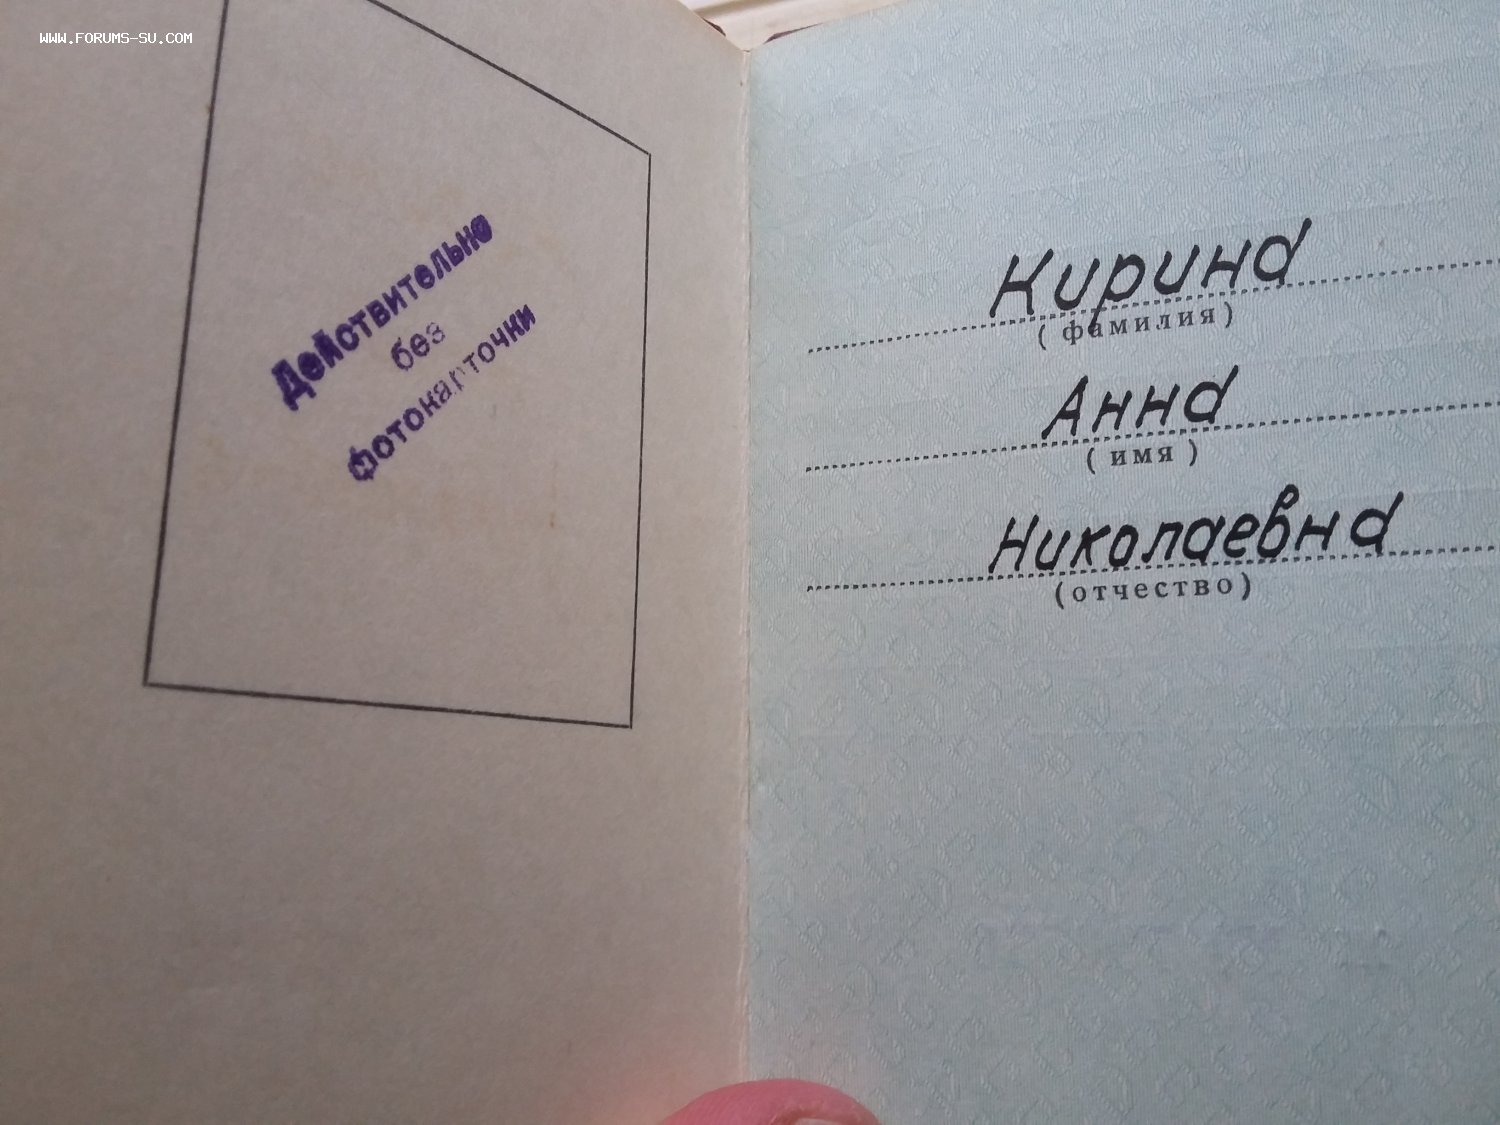 WWW.FORUMS-SU.COM
Действительно
без
фотокарточки
Кирина
(фамилия)
Анна
(имя)
Николаевна
(отчество)